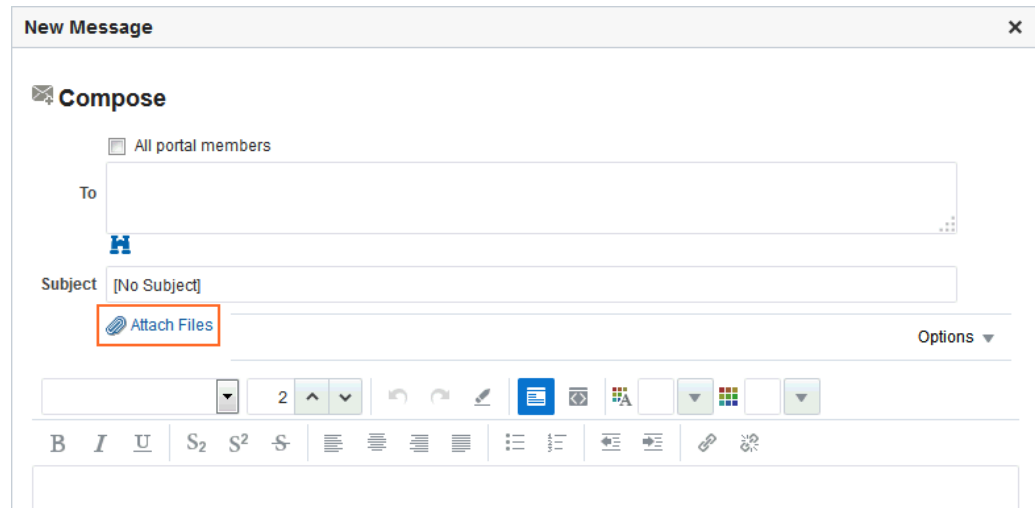 New Message
Compose
All portal members
To
Subject [No Subject]
Attach Files
Options
2
B I U S2 S² S